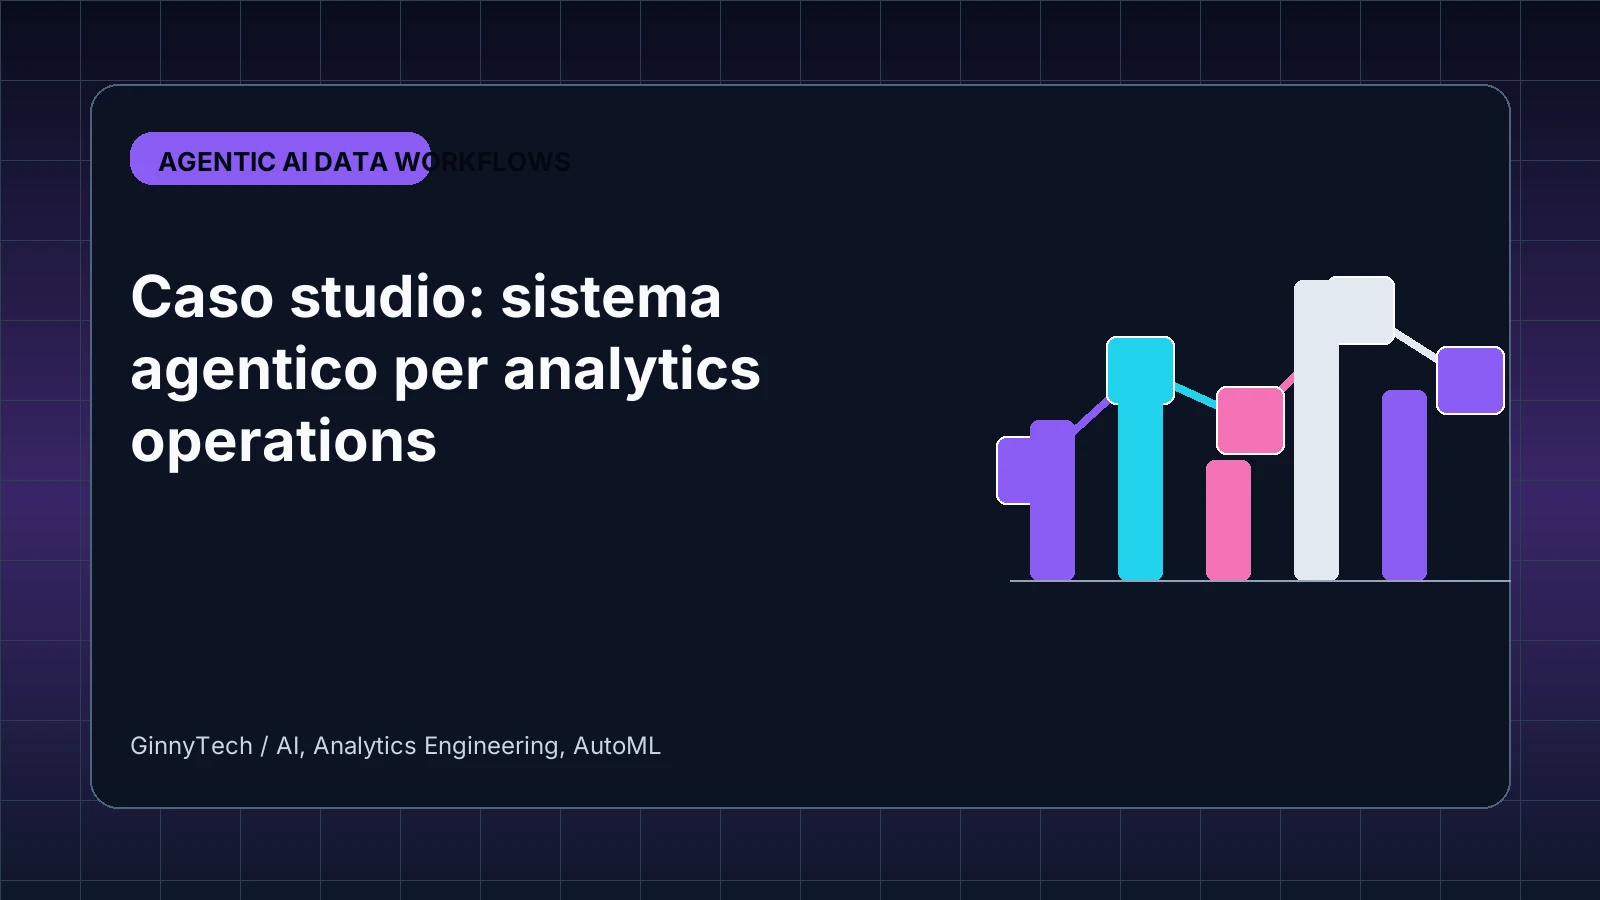 AGENTIC AI DATA WORKFLOWS
Caso studio: sistema
agentico per analytics
operations
GinnyTech / AI, Analytics Engineering, AutoML